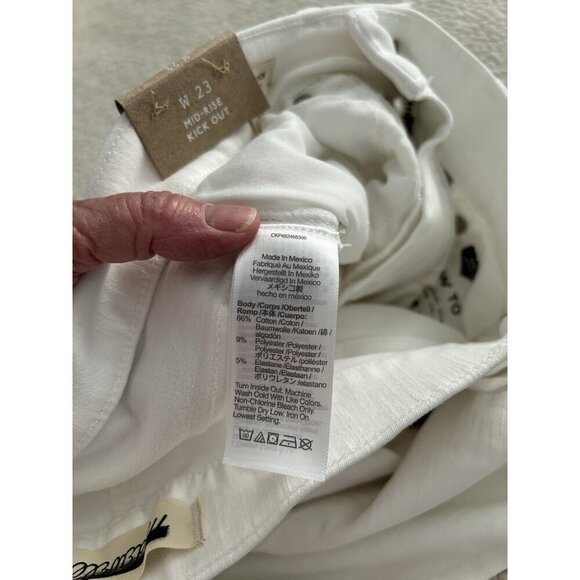 W 23
MID-RISE
KICK OUT
CKP482468306
Made In Mexico
Fabriqué Au Mexique
Hergestellt In Mexiko
Vervaardigd In Mexico
メキシコ製
hecho en méxico
Body /Corps /Oberteil /
Romp /本体 /Cuerpo:
86% Cotton /Coton /
Baumwolle /Katoen /綿 /
algodón
9% Polyester /Polyester /
Polyester /Polyester /
ポリエステル /poliéster
5% Elastane /Élasthanne /
Elastan /Elastaan /
ポリウレタン /elastano
Turn Inside Out. Machine
Wash Cold With Like Colors.
Non-Chlorine Bleach Only.
Tumble Dry Low. Iron On
Lowest Setting.
W TO